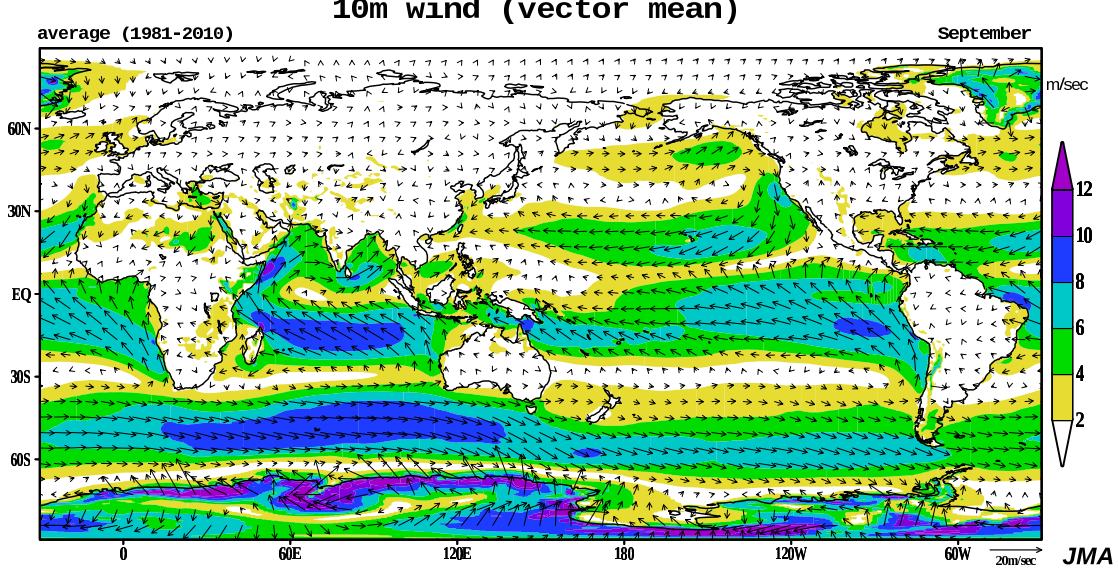 10m wind (vector mean)
average (1981-2010) September
m/sec
60N
30N
EQ
30S
60S
12
10
8
6
4
2
0 60E 120E 180 120W 60W
20m/sec
JMA